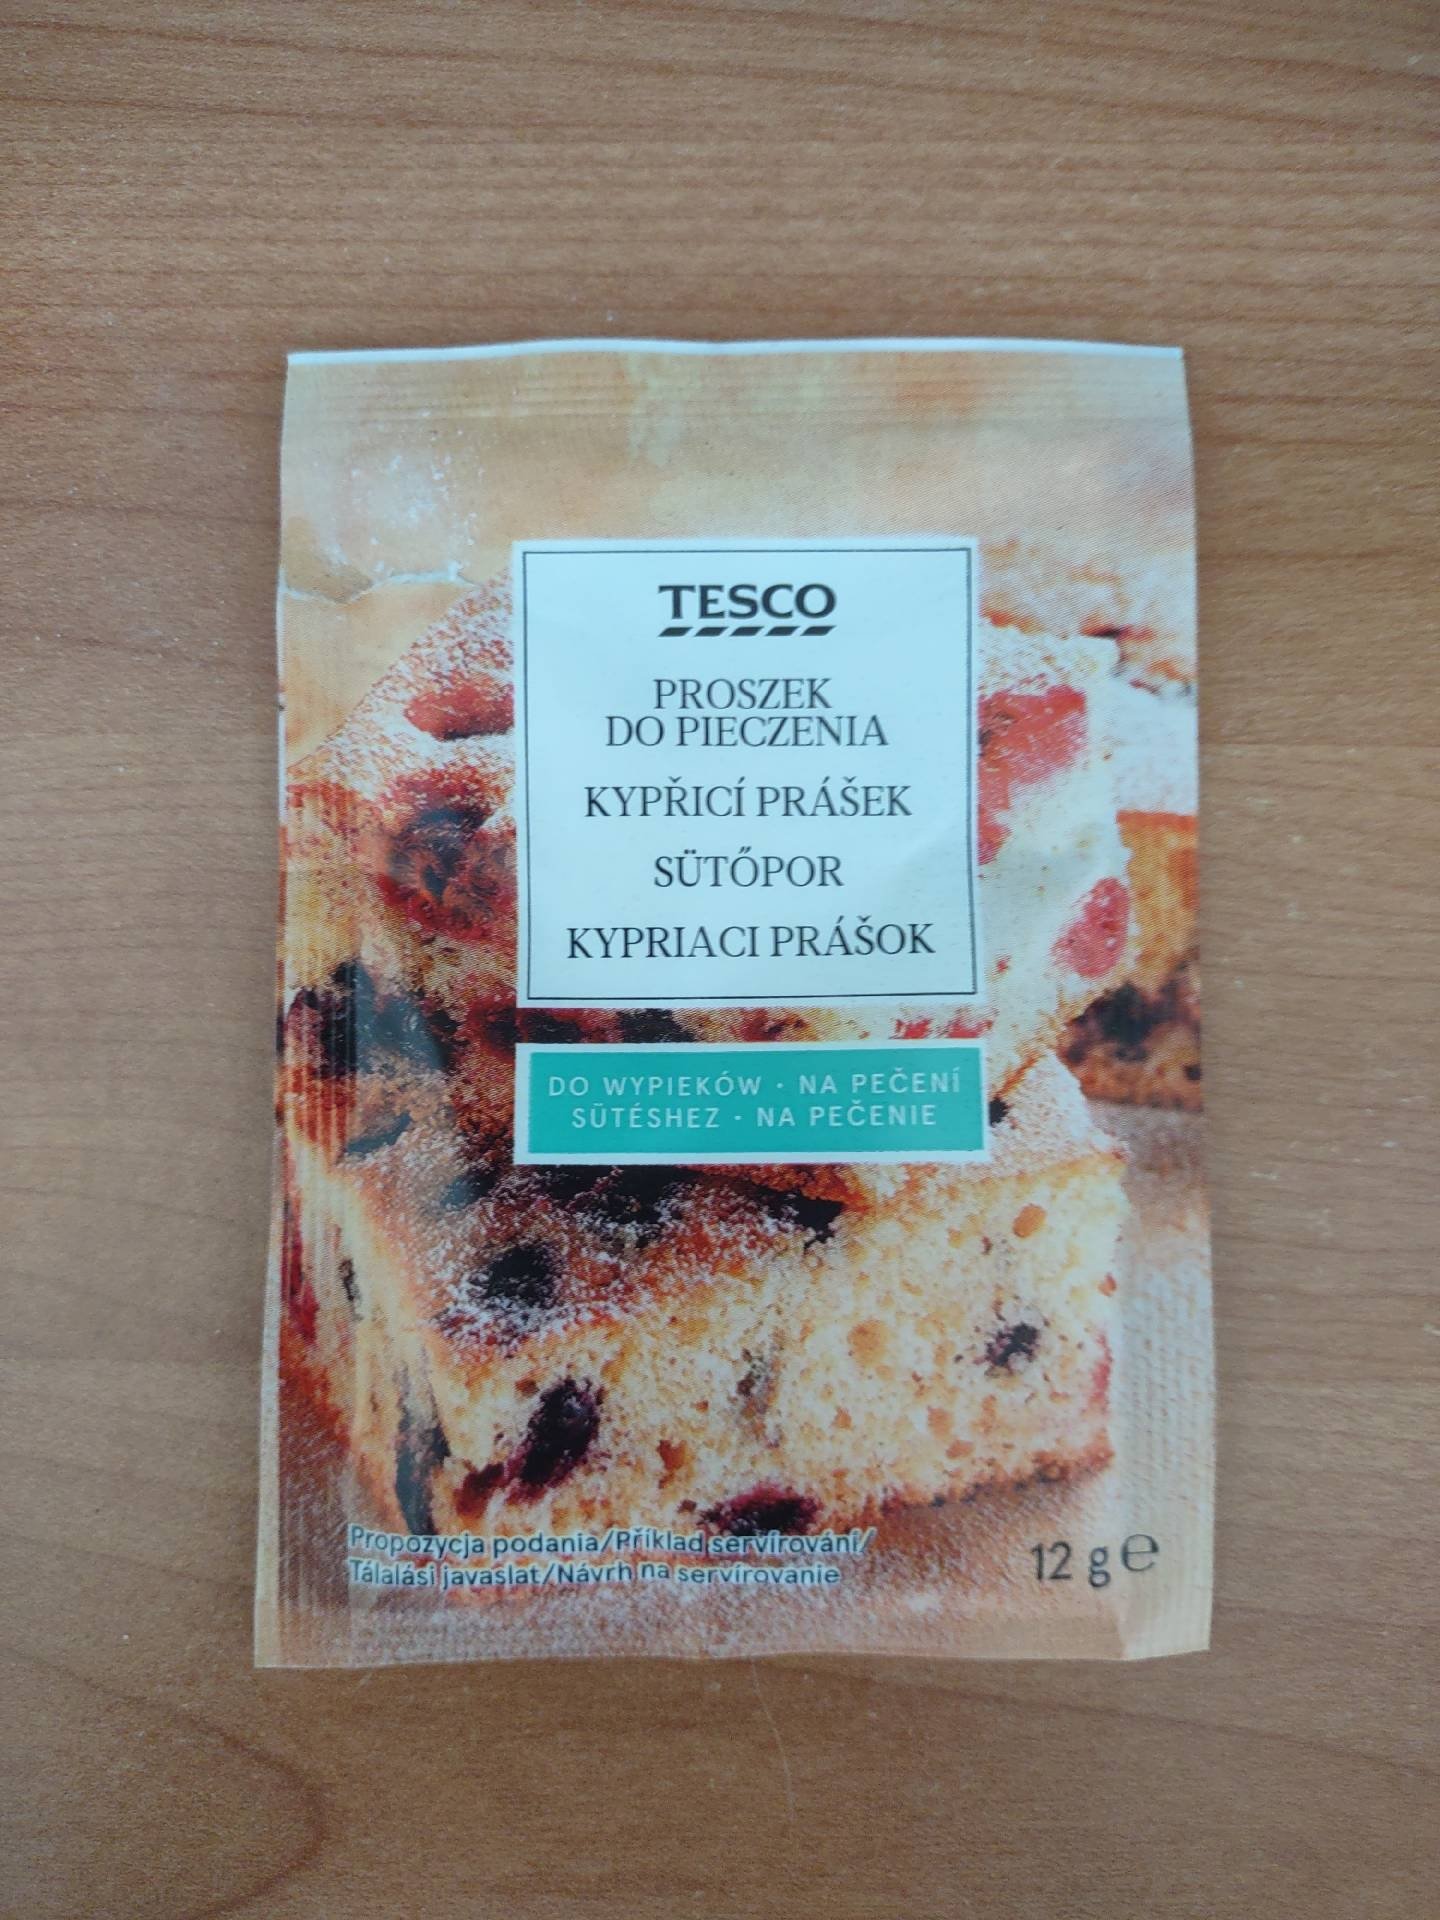 TESCO
PROSZEK
DO PIECZENIA
KYPŘICÍ PRÁŠEK
SÜTŐPOR
KYPRIACI PRÁŠOK
DO WYPIEKÓW · NA PEČENÍ
SÜTÉSHEZ · NA PEČENIE
Propozycja podania/Příklad servírování/
Tálalási javaslat/Návrh na servírovanie
12 g ℮